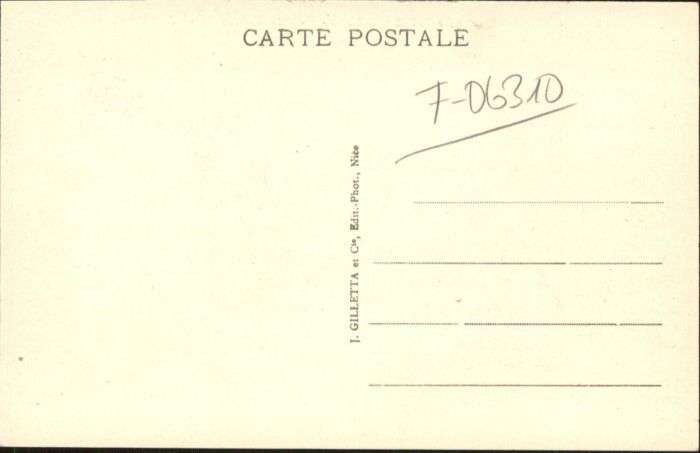 CARTE POSTALE
F-06310
J. GILLETTA et Cie, Edit.-Phot., Nice